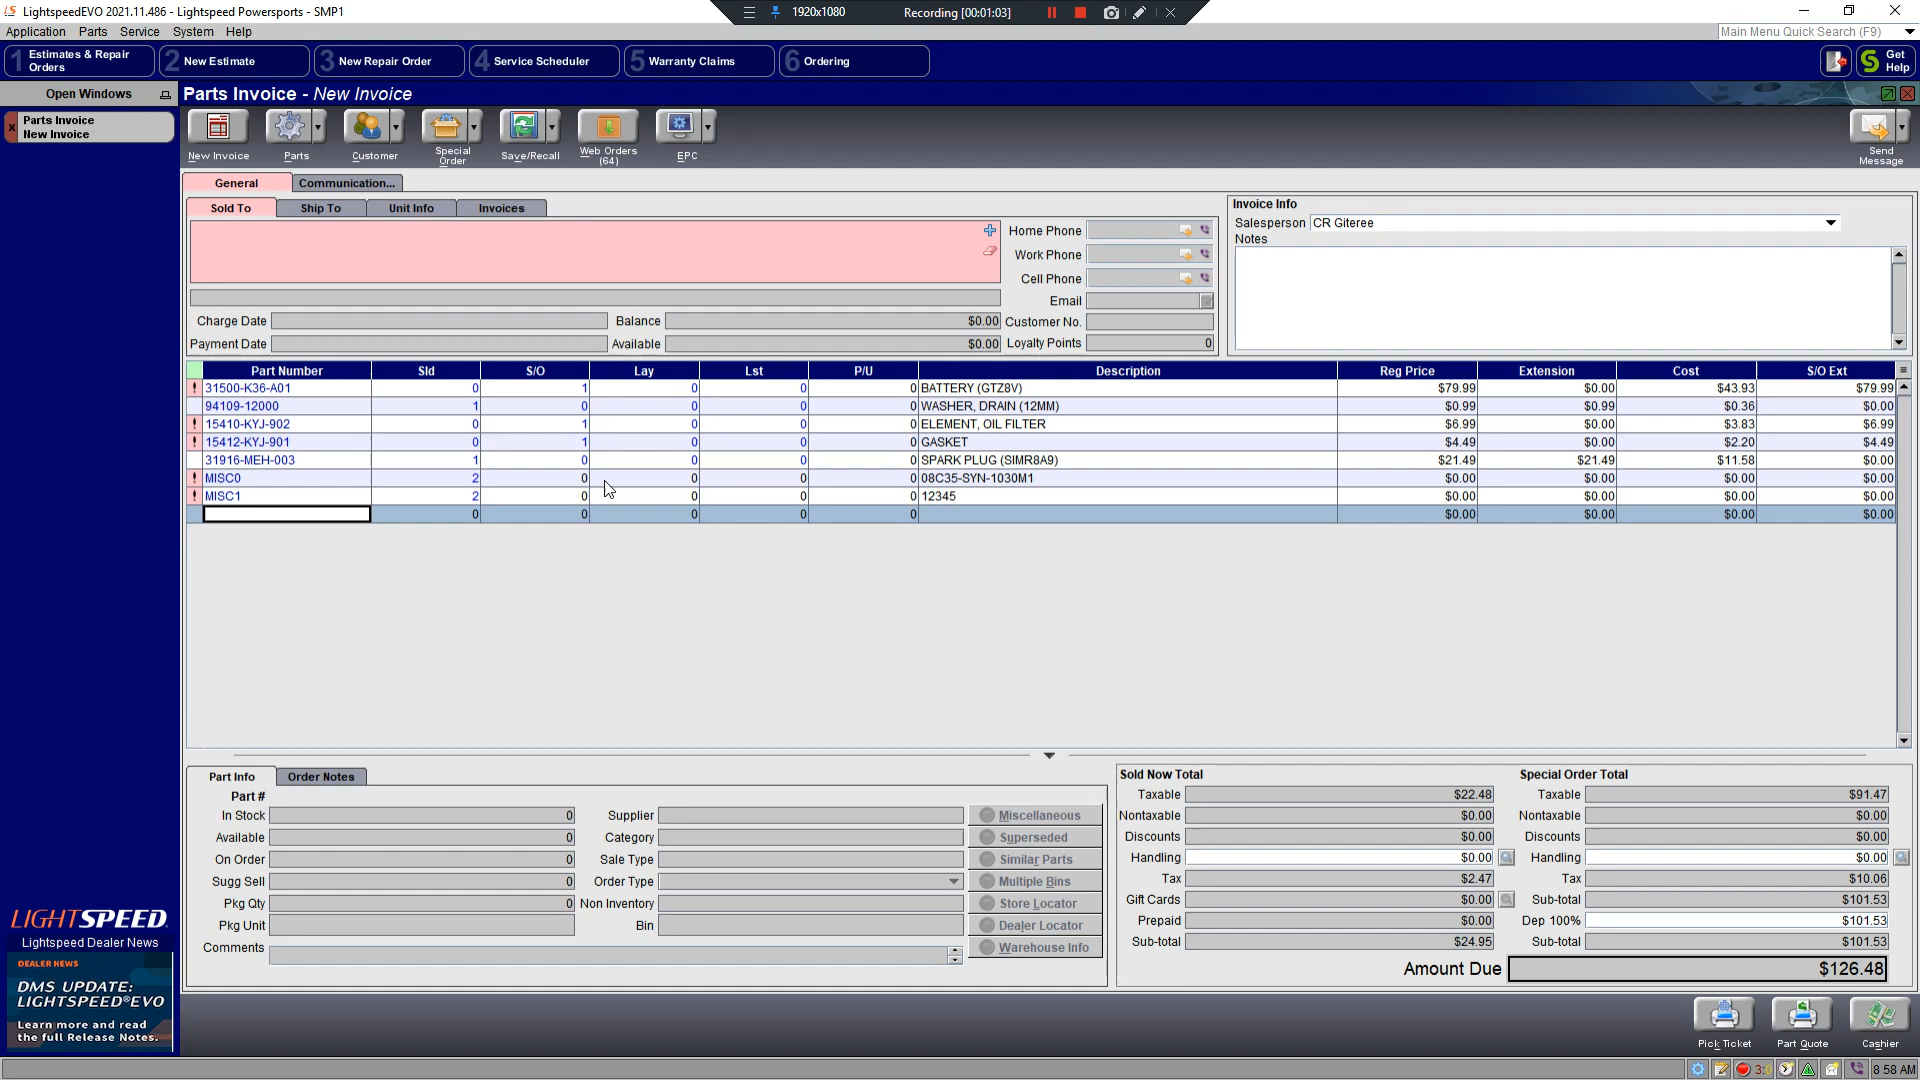 LightspeedEVO 2021.11.486 - Lightspeed Powersports - SMP1
1920x1080 Recording [00:01:03]
Application Parts Service System Help
Main Menu Quick Search (F9)
1 Estimates & Repair Orders 2 New Estimate 3 New Repair Order 4 Service Scheduler 5 Warranty Claims 6 Ordering
Get Help
Open Windows
Parts Invoice - New Invoice
x Parts Invoice
New Invoice
New Invoice Parts Customer Special Order Save/Recall Web Orders (64) EPC
Send Message
General Communication...
Sold To Ship To Unit Info Invoices
Home Phone
Work Phone
Cell Phone
Email
Charge Date Balance $0.00 Customer No.
Payment Date Available $0.00 Loyalty Points 0
Invoice Info
Salesperson CR Giteree
Notes
Part Number Sld S/O Lay Lst P/U Description Reg Price Extension Cost S/O Ext
! 31500-K36-A01 0 1 0 0 0 BATTERY (GTZ8V) $79.99 $0.00 $43.93 $79.99
94109-12000 1 0 0 0 0 WASHER, DRAIN (12MM) $0.99 $0.99 $0.36 $0.00
! 15410-KYJ-902 0 1 0 0 0 ELEMENT, OIL FILTER $6.99 $0.00 $3.83 $6.99
! 15412-KYJ-901 0 1 0 0 0 GASKET $4.49 $0.00 $2.20 $4.49
31916-MEH-003 1 0 0 0 0 SPARK PLUG (SIMR8A9) $21.49 $21.49 $11.58 $0.00
! MISC0 2 0 0 0 0 08C35-SYN-1030M1 $0.00 $0.00 $0.00 $0.00
! MISC1 2 0 0 0 0 12345 $0.00 $0.00 $0.00 $0.00
0 0 0 0 0 $0.00 $0.00 $0.00 $0.00
Part Info Order Notes
Part #
In Stock 0 Supplier Miscellaneous
Available 0 Category Superseded
On Order 0 Sale Type Similar Parts
Sugg Sell 0 Order Type Multiple Bins
Pkg Qty 0 Non Inventory Store Locator
Pkg Unit Bin Dealer Locator
Comments Warehouse Info
Sold Now Total Special Order Total
Taxable $22.48 Taxable $91.47
Nontaxable $0.00 Nontaxable $0.00
Discounts $0.00 Discounts $0.00
Handling $0.00 Handling $0.00
Tax $2.47 Tax $10.06
Gift Cards $0.00 Sub-total $101.53
Prepaid $0.00 Dep 100% $101.53
Sub-total $24.95 Sub-total $101.53
Amount Due $126.48
LIGHTSPEED
Lightspeed Dealer News
DEALER NEWS
DMS UPDATE:
LIGHTSPEED®EVO
Learn more and read
the full Release Notes.
Pick Ticket Part Quote Cashier
8 58 AM